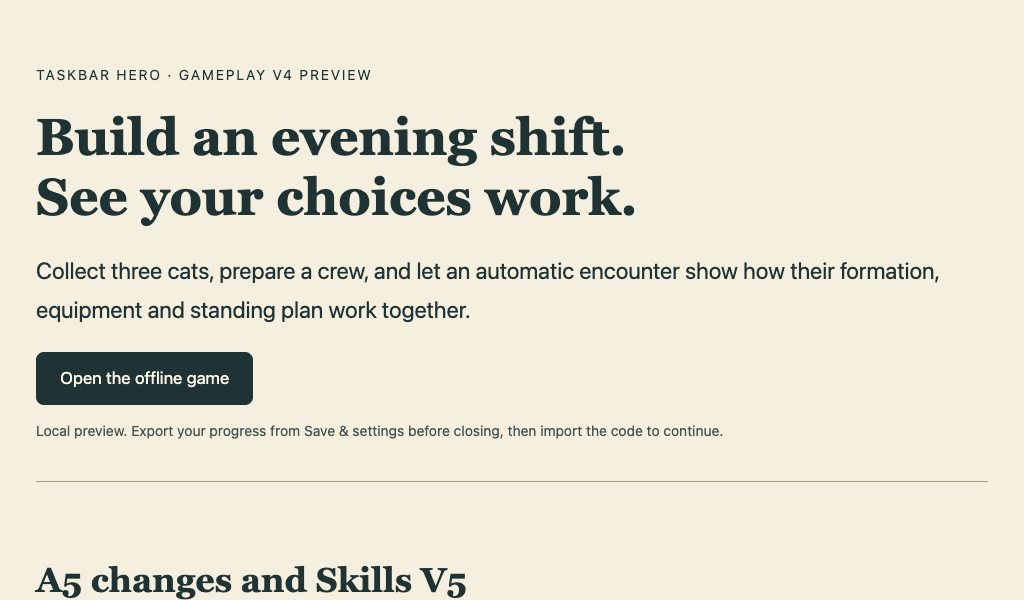 TASKBAR HERO · GAMEPLAY V4 PREVIEW
Build an evening shift.
See your choices work.
Collect three cats, prepare a crew, and let an automatic encounter show how their formation,
equipment and standing plan work together.
Open the offline game
Local preview. Export your progress from Save & settings before closing, then import the code to continue.
A5 changes and Skills V5